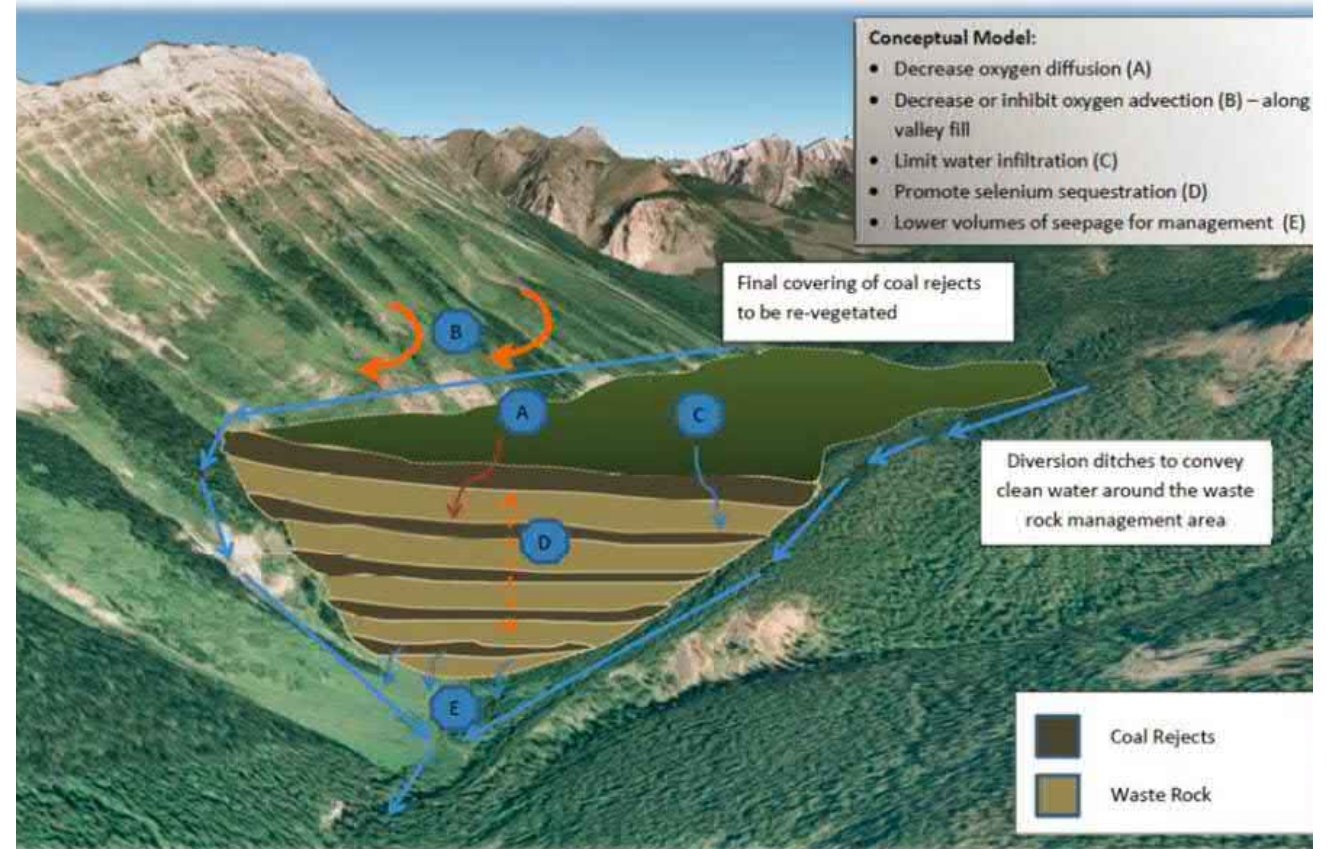 Conceptual Model:
• Decrease oxygen diffusion (A)
• Decrease or inhibit oxygen advection (B) – along
valley fill
• Limit water infiltration (C)
• Promote selenium sequestration (D)
• Lower volumes of seepage for management (E)
Final covering of coal rejects
to be re-vegetated
B
A
C
Diversion ditches to convey
clean water around the waste
rock management area
D
E
Coal Rejects
Waste Rock